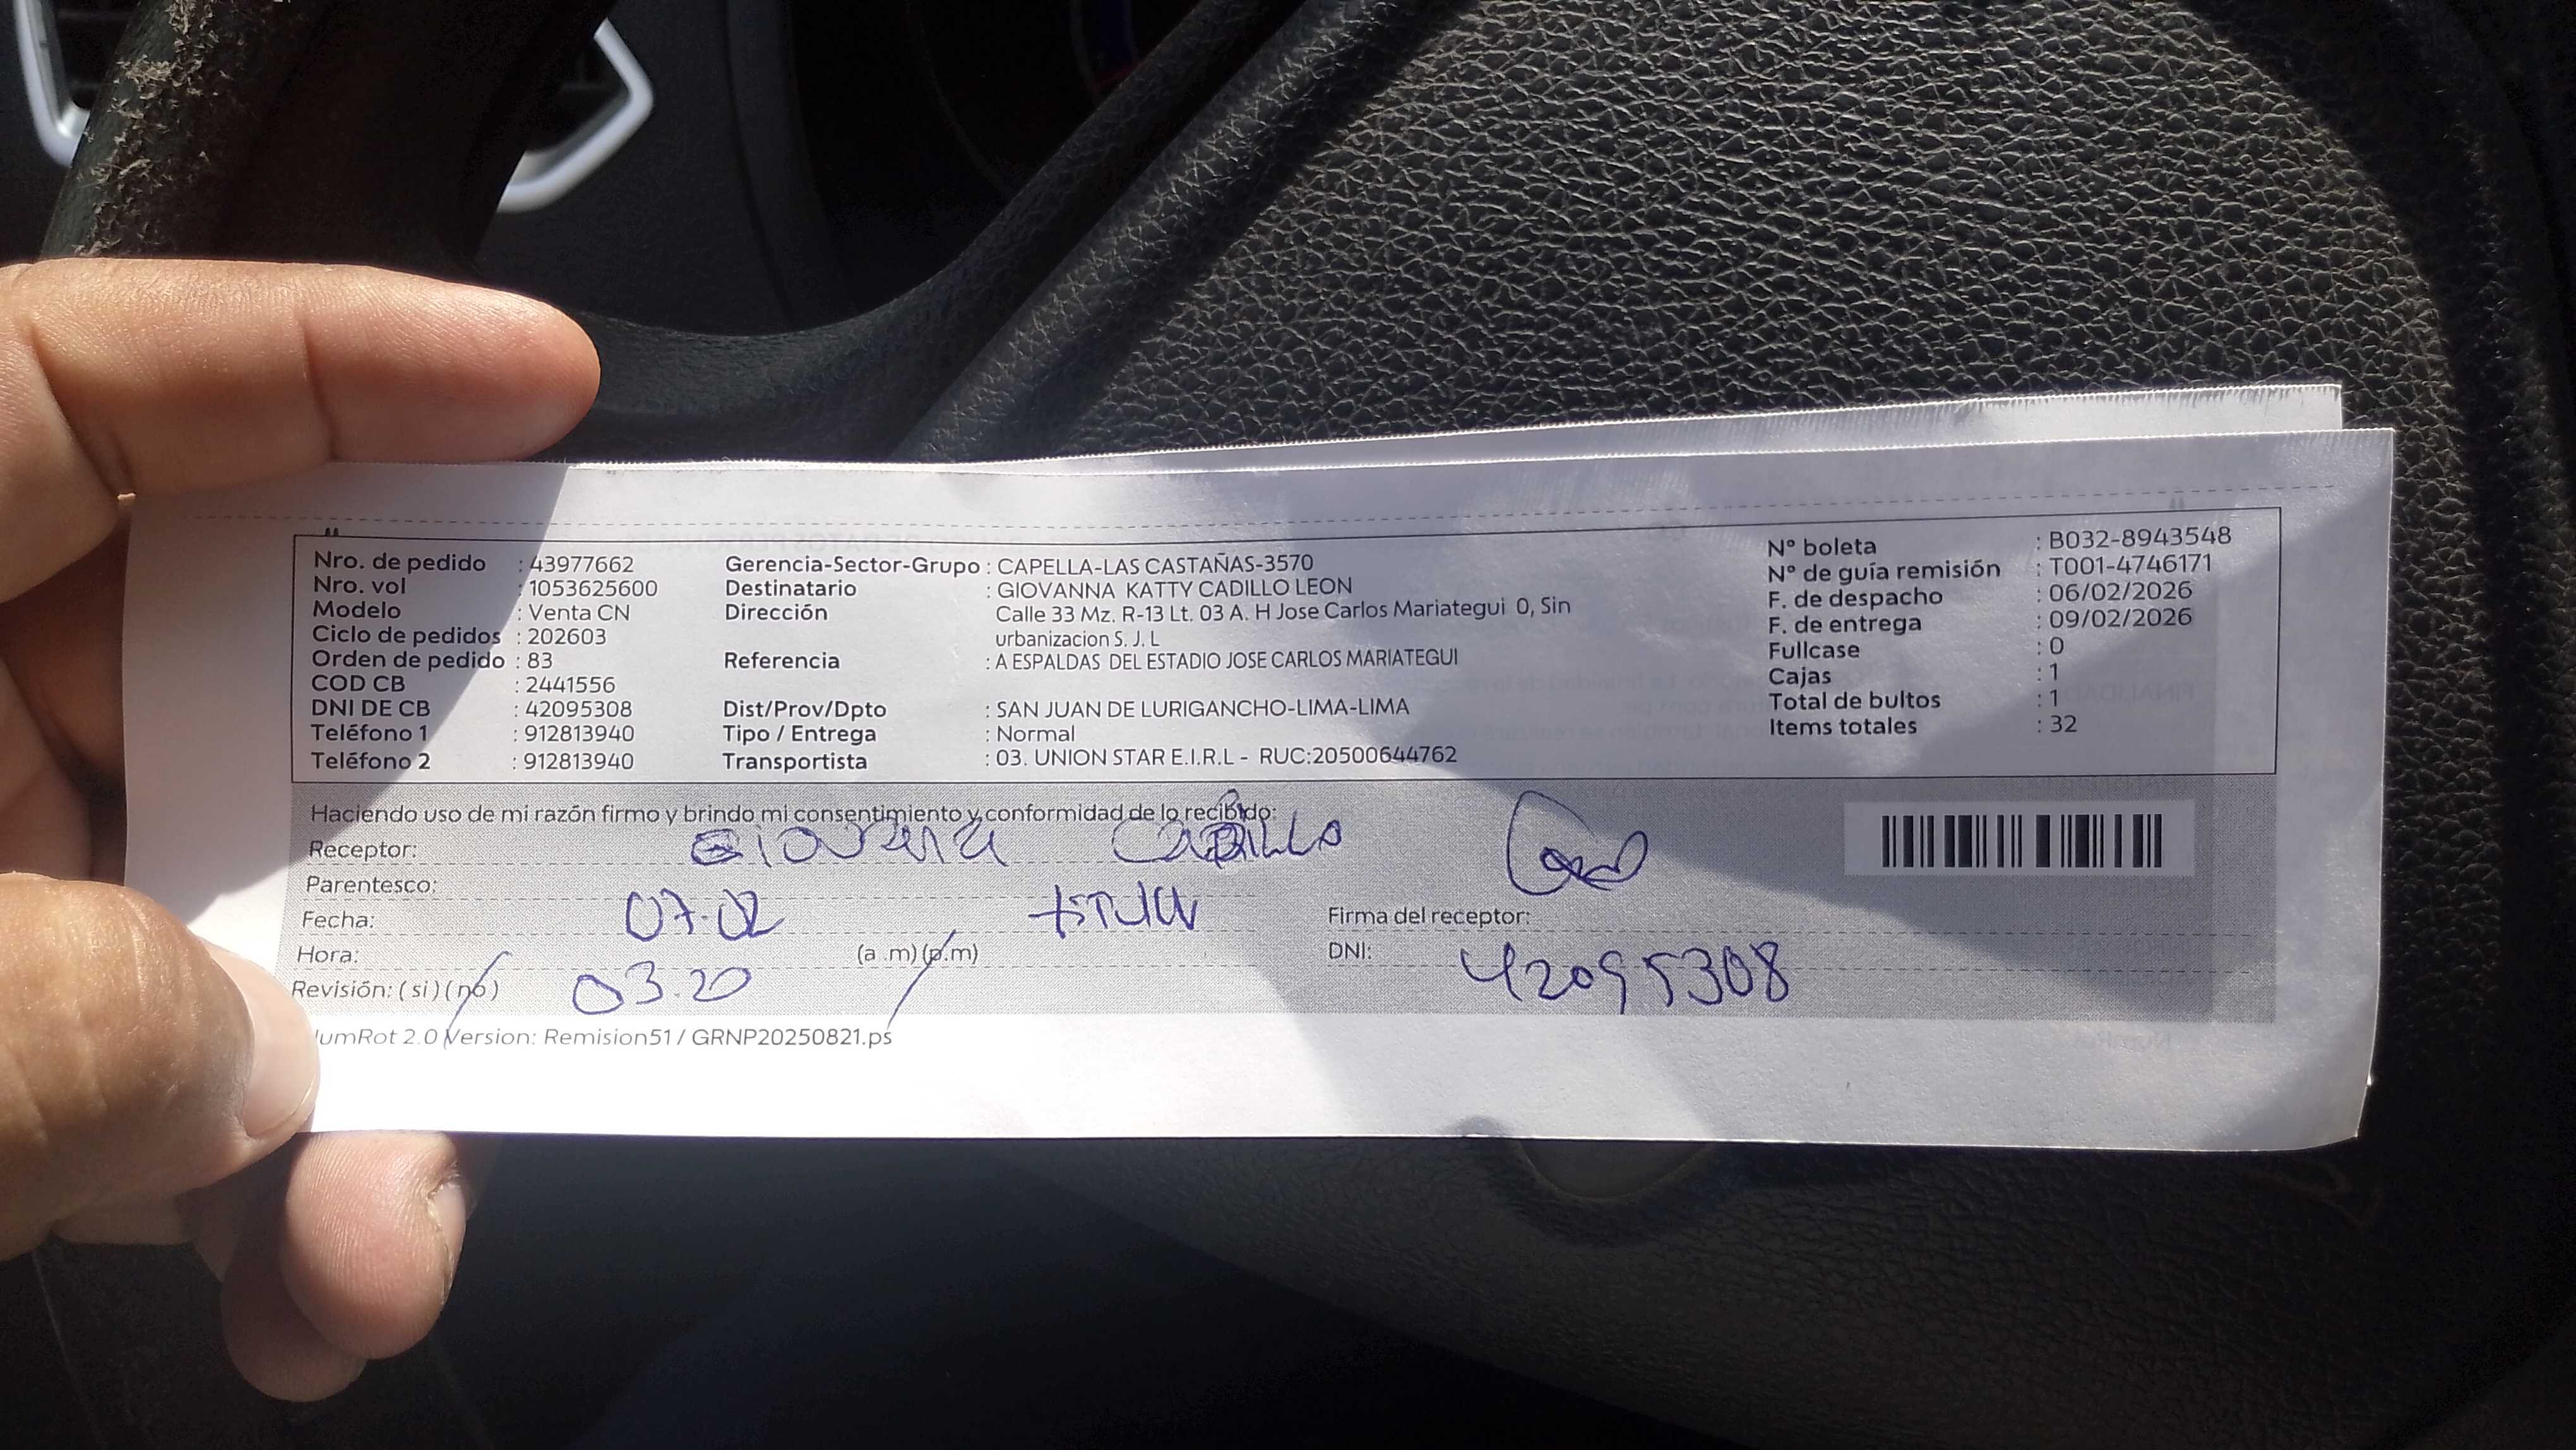 Nro. de pedido : 43977662
Nro. vol : 1053625600
Modelo : Venta CN
Ciclo de pedidos : 202603
Orden de pedido : 83
COD CB : 2441556
DNI DE CB : 42095308
Teléfono 1 : 912813940
Teléfono 2 : 912813940
Gerencia-Sector-Grupo : CAPELLA-LAS CASTAÑAS-3570
Destinatario : GIOVANNA KATTY CADILLO LEON
Dirección Calle 33 Mz. R-13 Lt. 03 A. H Jose Carlos Mariategui 0, Sin
urbanizacion S. J. L
Referencia : A ESPALDAS DEL ESTADIO JOSE CARLOS MARIATEGUI
Dist/Prov/Dpto : SAN JUAN DE LURIGANCHO-LIMA-LIMA
Tipo / Entrega : Normal
Transportista : 03. UNION STAR E.I.R.L - RUC:20500644762
N° boleta : B032-8943548
N° de guía remisión : T001-4746171
F. de despacho : 06/02/2026
F. de entrega : 09/02/2026
Fullcase : 0
Cajas : 1
Total de bultos : 1
Items totales : 32
Haciendo uso de mi razón firmo y brindo mi consentimiento y conformidad de lo recibido:
Receptor: Cadillo
Parentesco:
Fecha: 07.02 titular
Hora: (a .m) (p.m)
Revisión: ( si ) ( no ) 03.20
Firma del receptor:
DNI: 42095308
umRot 2.0 Version: Remision51 / GRNP20250821.ps